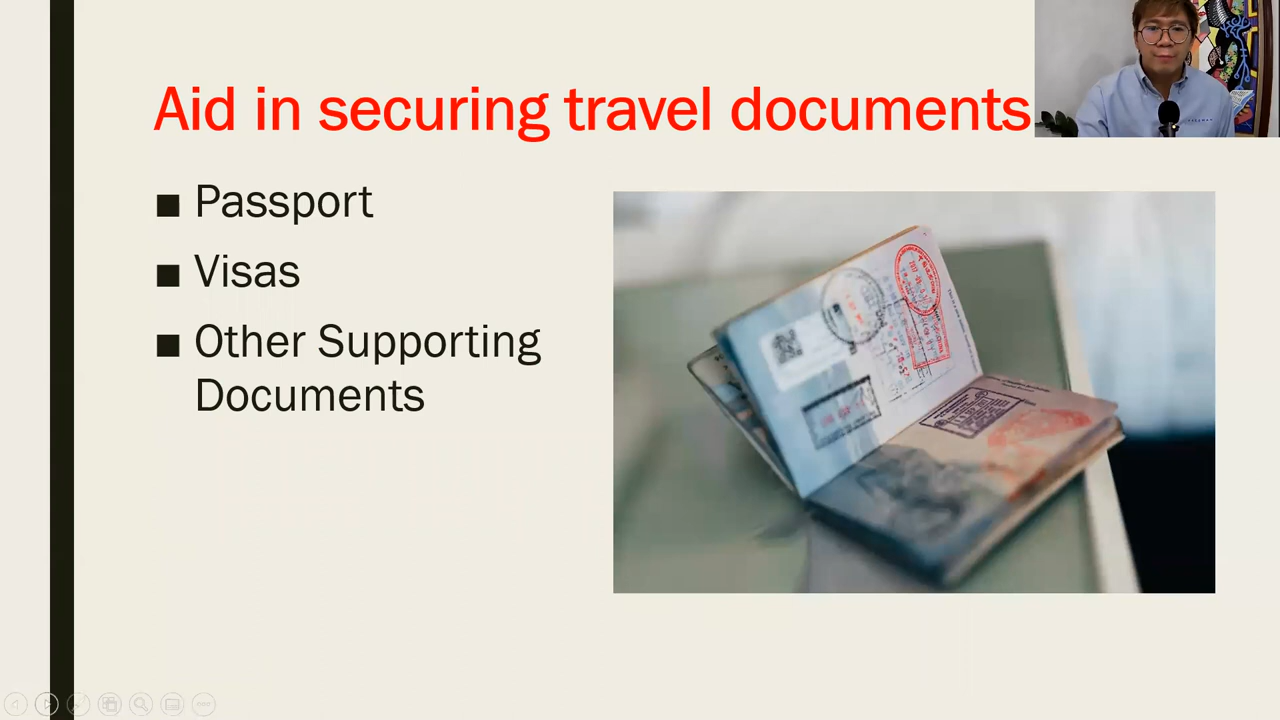 Aid in securing travel documents
■ Passport
■ Visas
■ Other Supporting
Documents